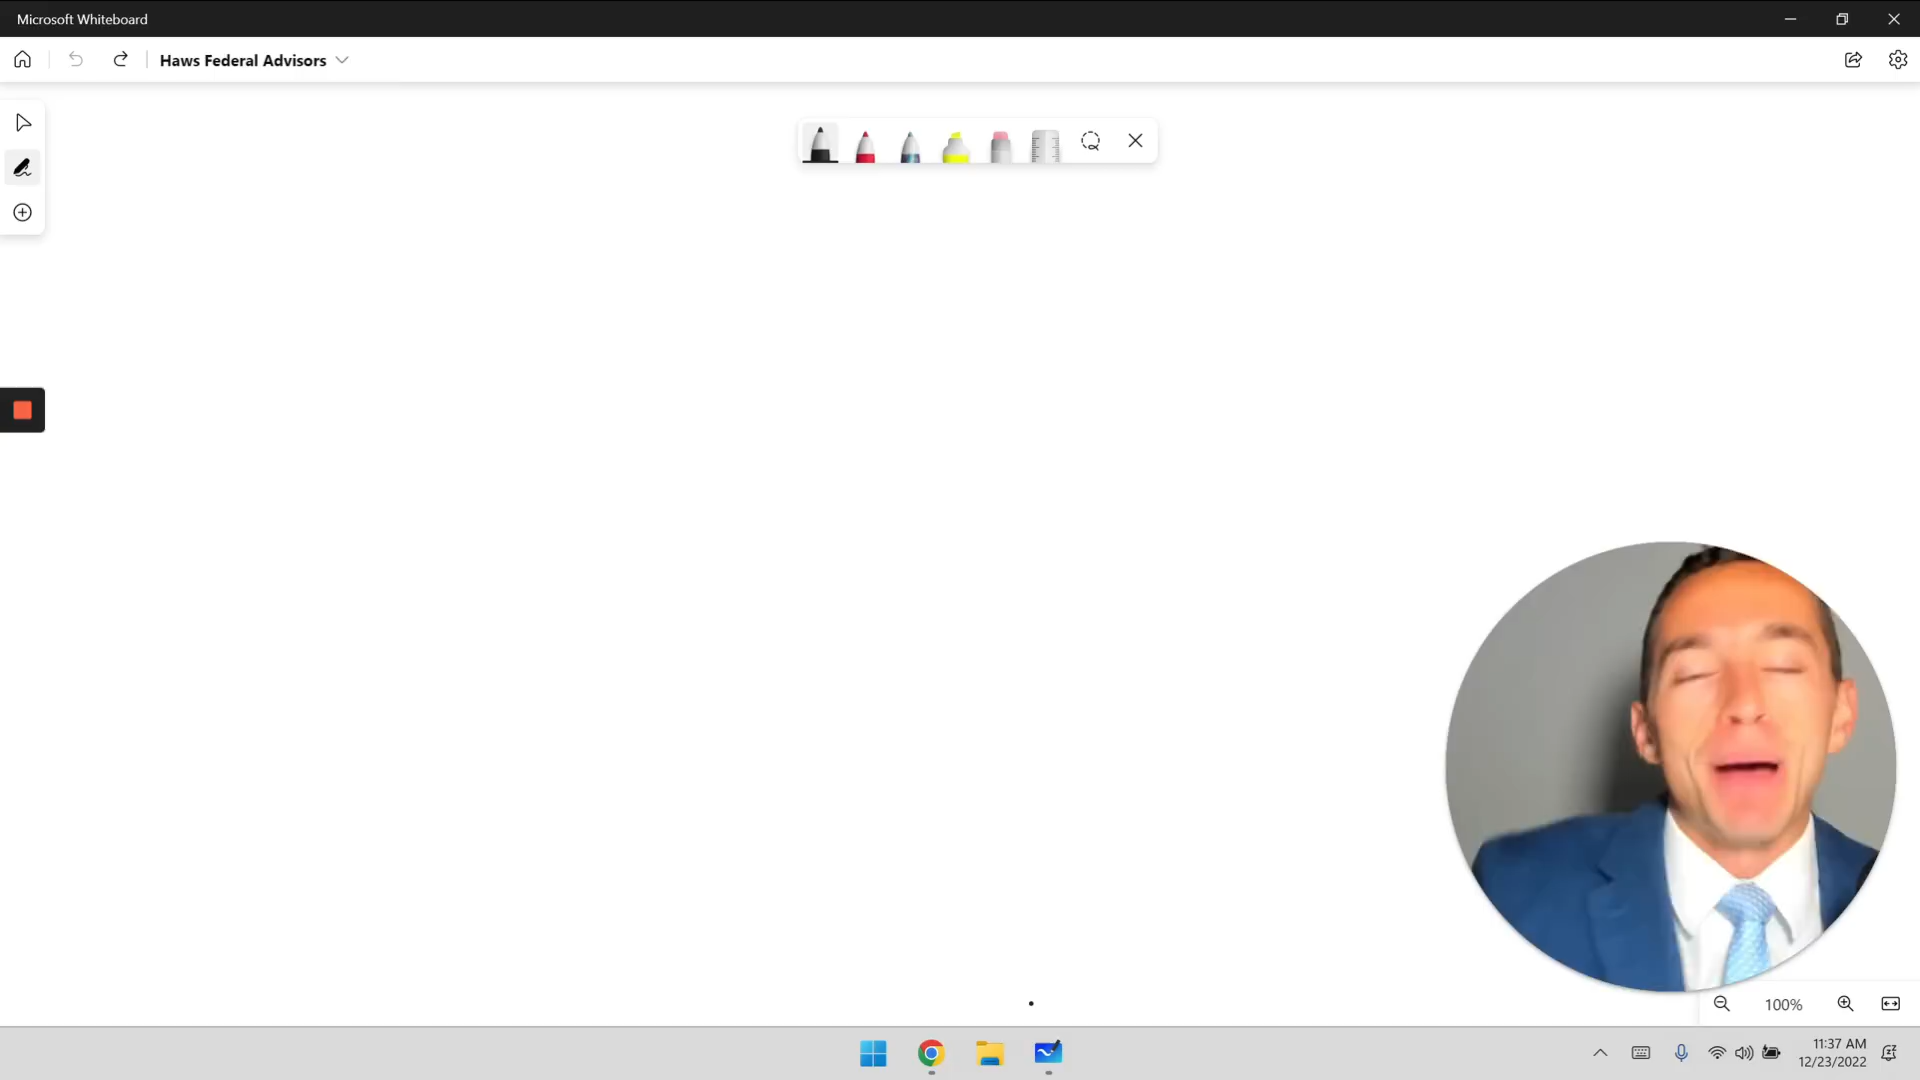 Microsoft Whiteboard
Haws Federal Advisors
100%
11:37 AM
12/23/2022